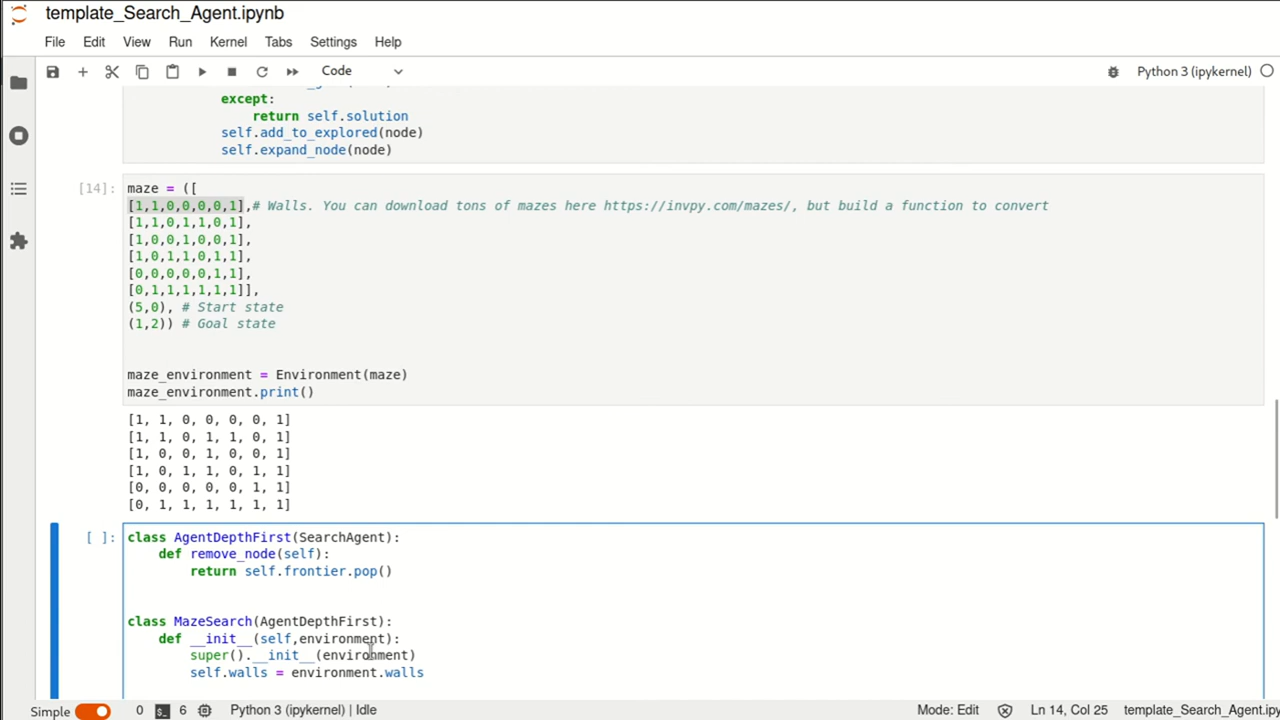 template_Search_Agent.ipynb
File Edit View Run Kernel Tabs Settings Help
Code Python 3 (ipykernel)
except:
return self.solution
self.add_to_explored(node)
self.expand_node(node)
[14]: maze = ([
[1,1,0,0,0,0,1],# Walls. You can download tons of mazes here https://invpy.com/mazes/, but build a function to convert
[1,1,0,1,1,0,1],
[1,0,0,1,0,0,1],
[1,0,1,1,0,1,1],
[0,0,0,0,0,1,1],
[0,1,1,1,1,1,1]],
(5,0), # Start state
(1,2)) # Goal state
maze_environment = Environment(maze)
maze_environment.print()
[1, 1, 0, 0, 0, 0, 1]
[1, 1, 0, 1, 1, 0, 1]
[1, 0, 0, 1, 0, 0, 1]
[1, 0, 1, 1, 0, 1, 1]
[0, 0, 0, 0, 0, 1, 1]
[0, 1, 1, 1, 1, 1, 1]
[ ]: class AgentDepthFirst(SearchAgent):
def remove_node(self):
return self.frontier.pop()
class MazeSearch(AgentDepthFirst):
def __init__(self,environment):
super().__init__(environment)
self.walls = environment.walls
Simple 0 6 Python 3 (ipykernel) | Idle Mode: Edit Ln 14, Col 25 template_Search_Agent.ipy